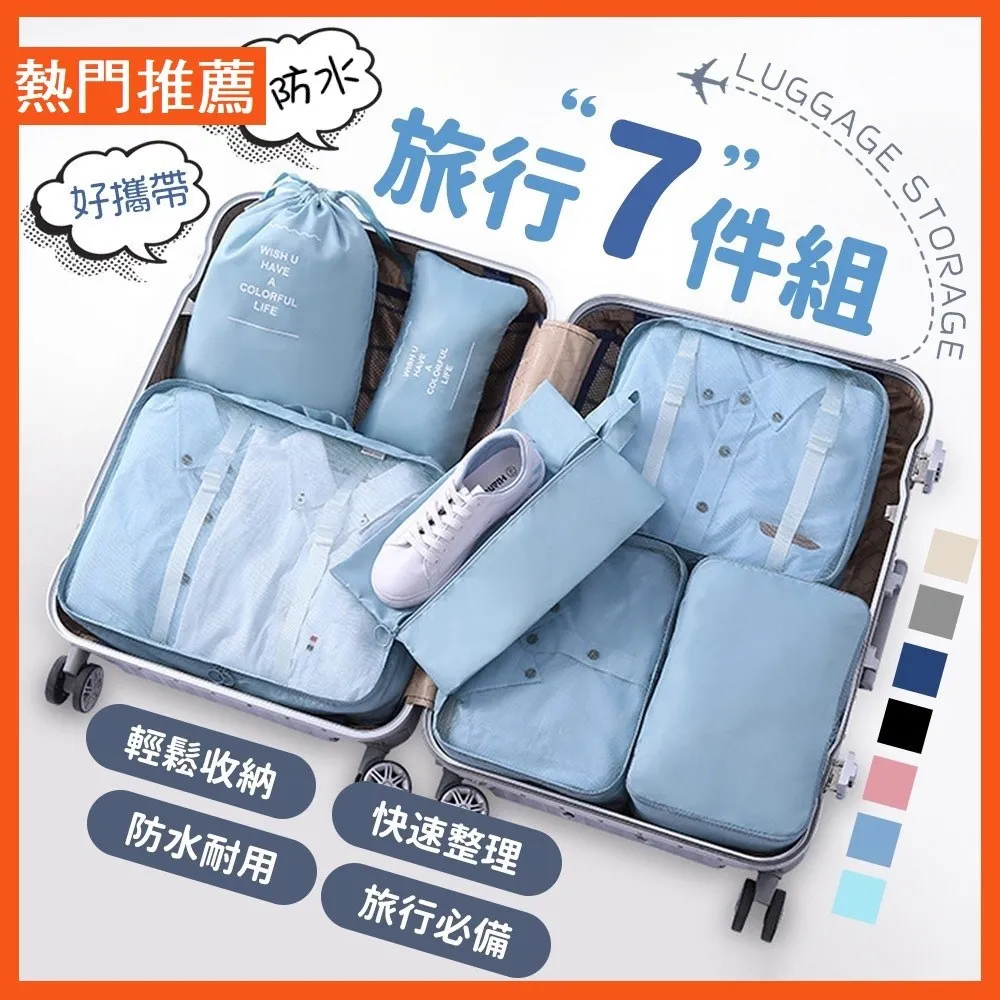 熱門推薦
防水
好攜帶
旅行“7”件組
LUGGAGE STORAGE
WISH U
HAVE
A
COLORFUL
LIFE
WISH U
HAVE
A
COLORFUL
LIFE
輕鬆收納
快速整理
防水耐用
旅行必備